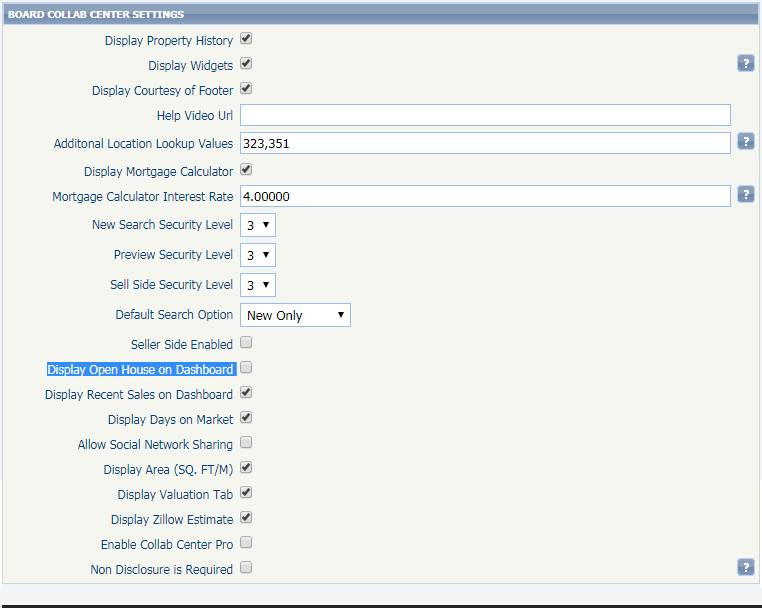 BOARD COLLAB CENTER SETTINGS
Display Property History
Display Widgets ?
Display Courtesy of Footer
Help Video Url
Additonal Location Lookup Values 323,351 ?
Display Mortgage Calculator
Mortgage Calculator Interest Rate 4.00000 ?
New Search Security Level 3
Preview Security Level 3
Sell Side Security Level 3
Default Search Option New Only
Seller Side Enabled
Display Open House on Dashboard
Display Recent Sales on Dashboard
Display Days on Market
Allow Social Network Sharing
Display Area (SQ. FT/M)
Display Valuation Tab
Display Zillow Estimate
Enable Collab Center Pro
Non Disclosure is Required ?